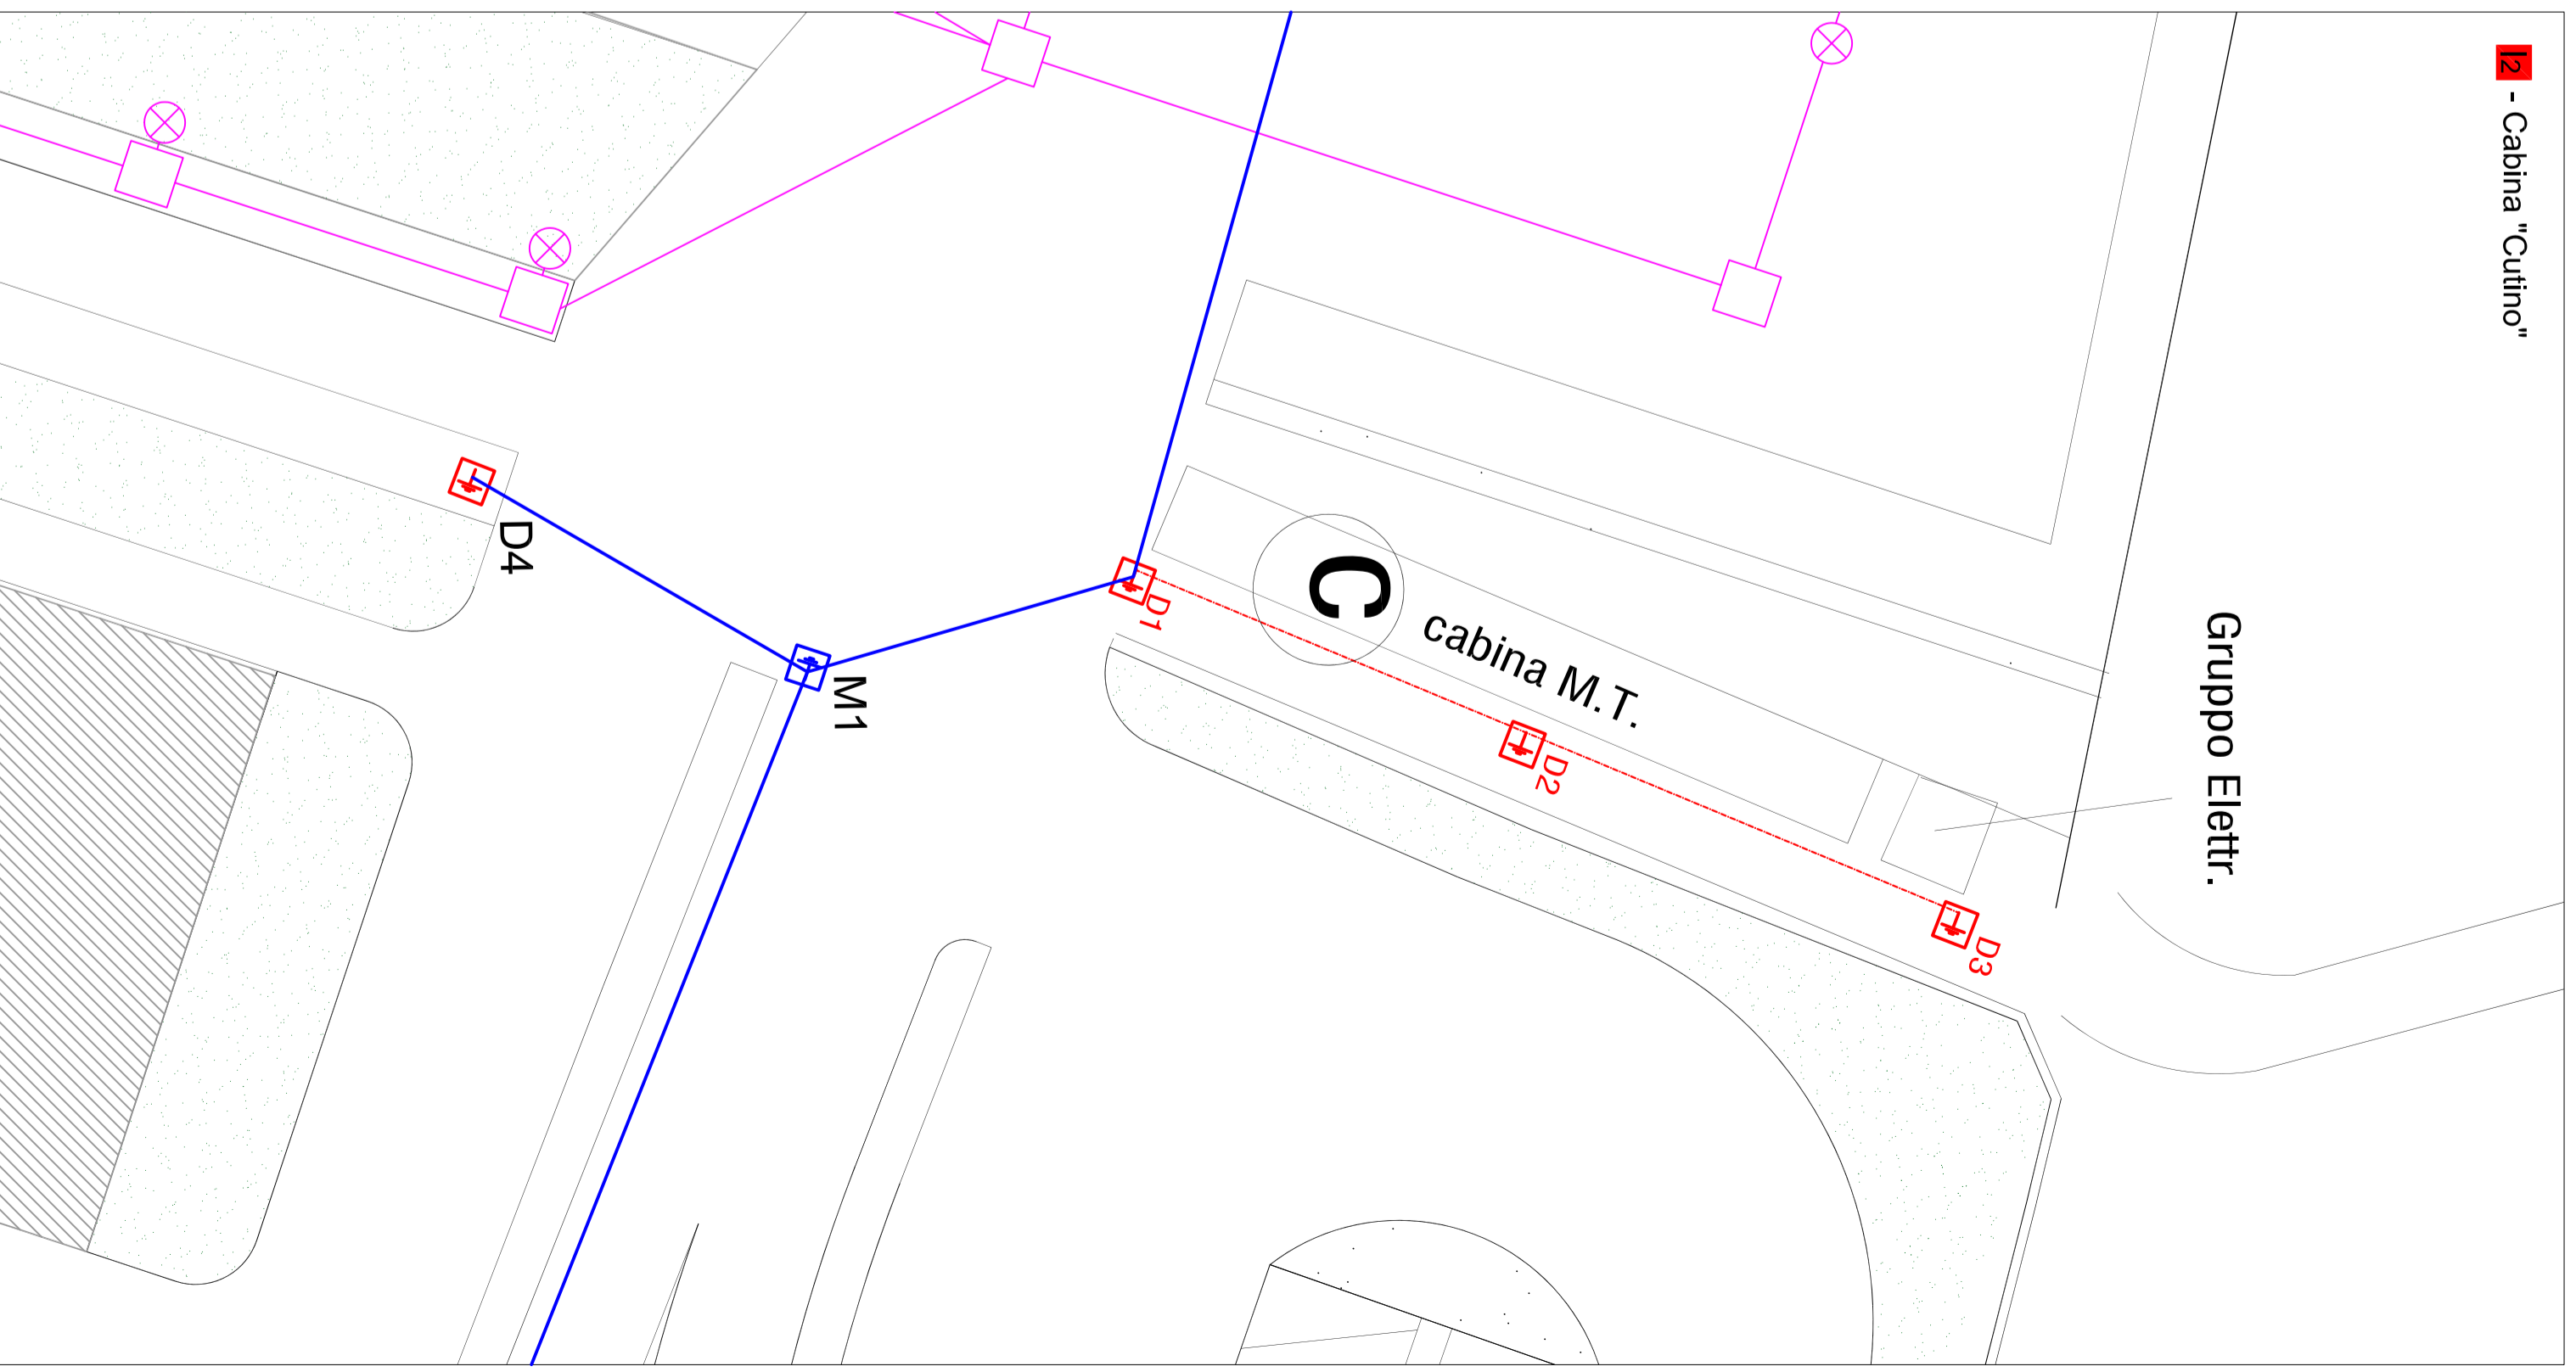 I2 - Cabina "Cutino"
Gruppo Elettr.
C
cabina M.T.
D1
D2
D3
D4
M1